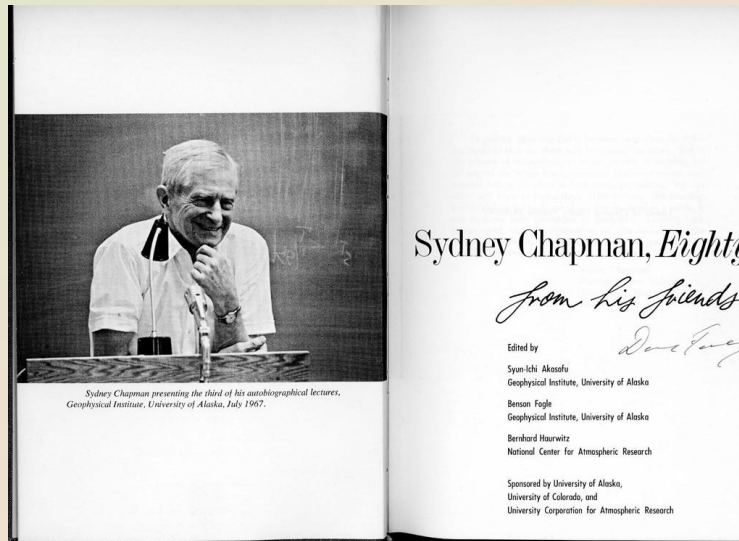 Sydney Chapman presenting the third of his autobiographical lectures,
Geophysical Institute, University of Alaska, July 1967.
Sydney Chapman, Eighty
from his friends
Edited by
Syun-Ichi Akasofu
Geophysical Institute, University of Alaska
Benson Fogle
Geophysical Institute, University of Alaska
Bernhard Haurwitz
National Center for Atmospheric Research
Sponsored by University of Alaska,
University of Colorado, and
University Corporation for Atmospheric Research